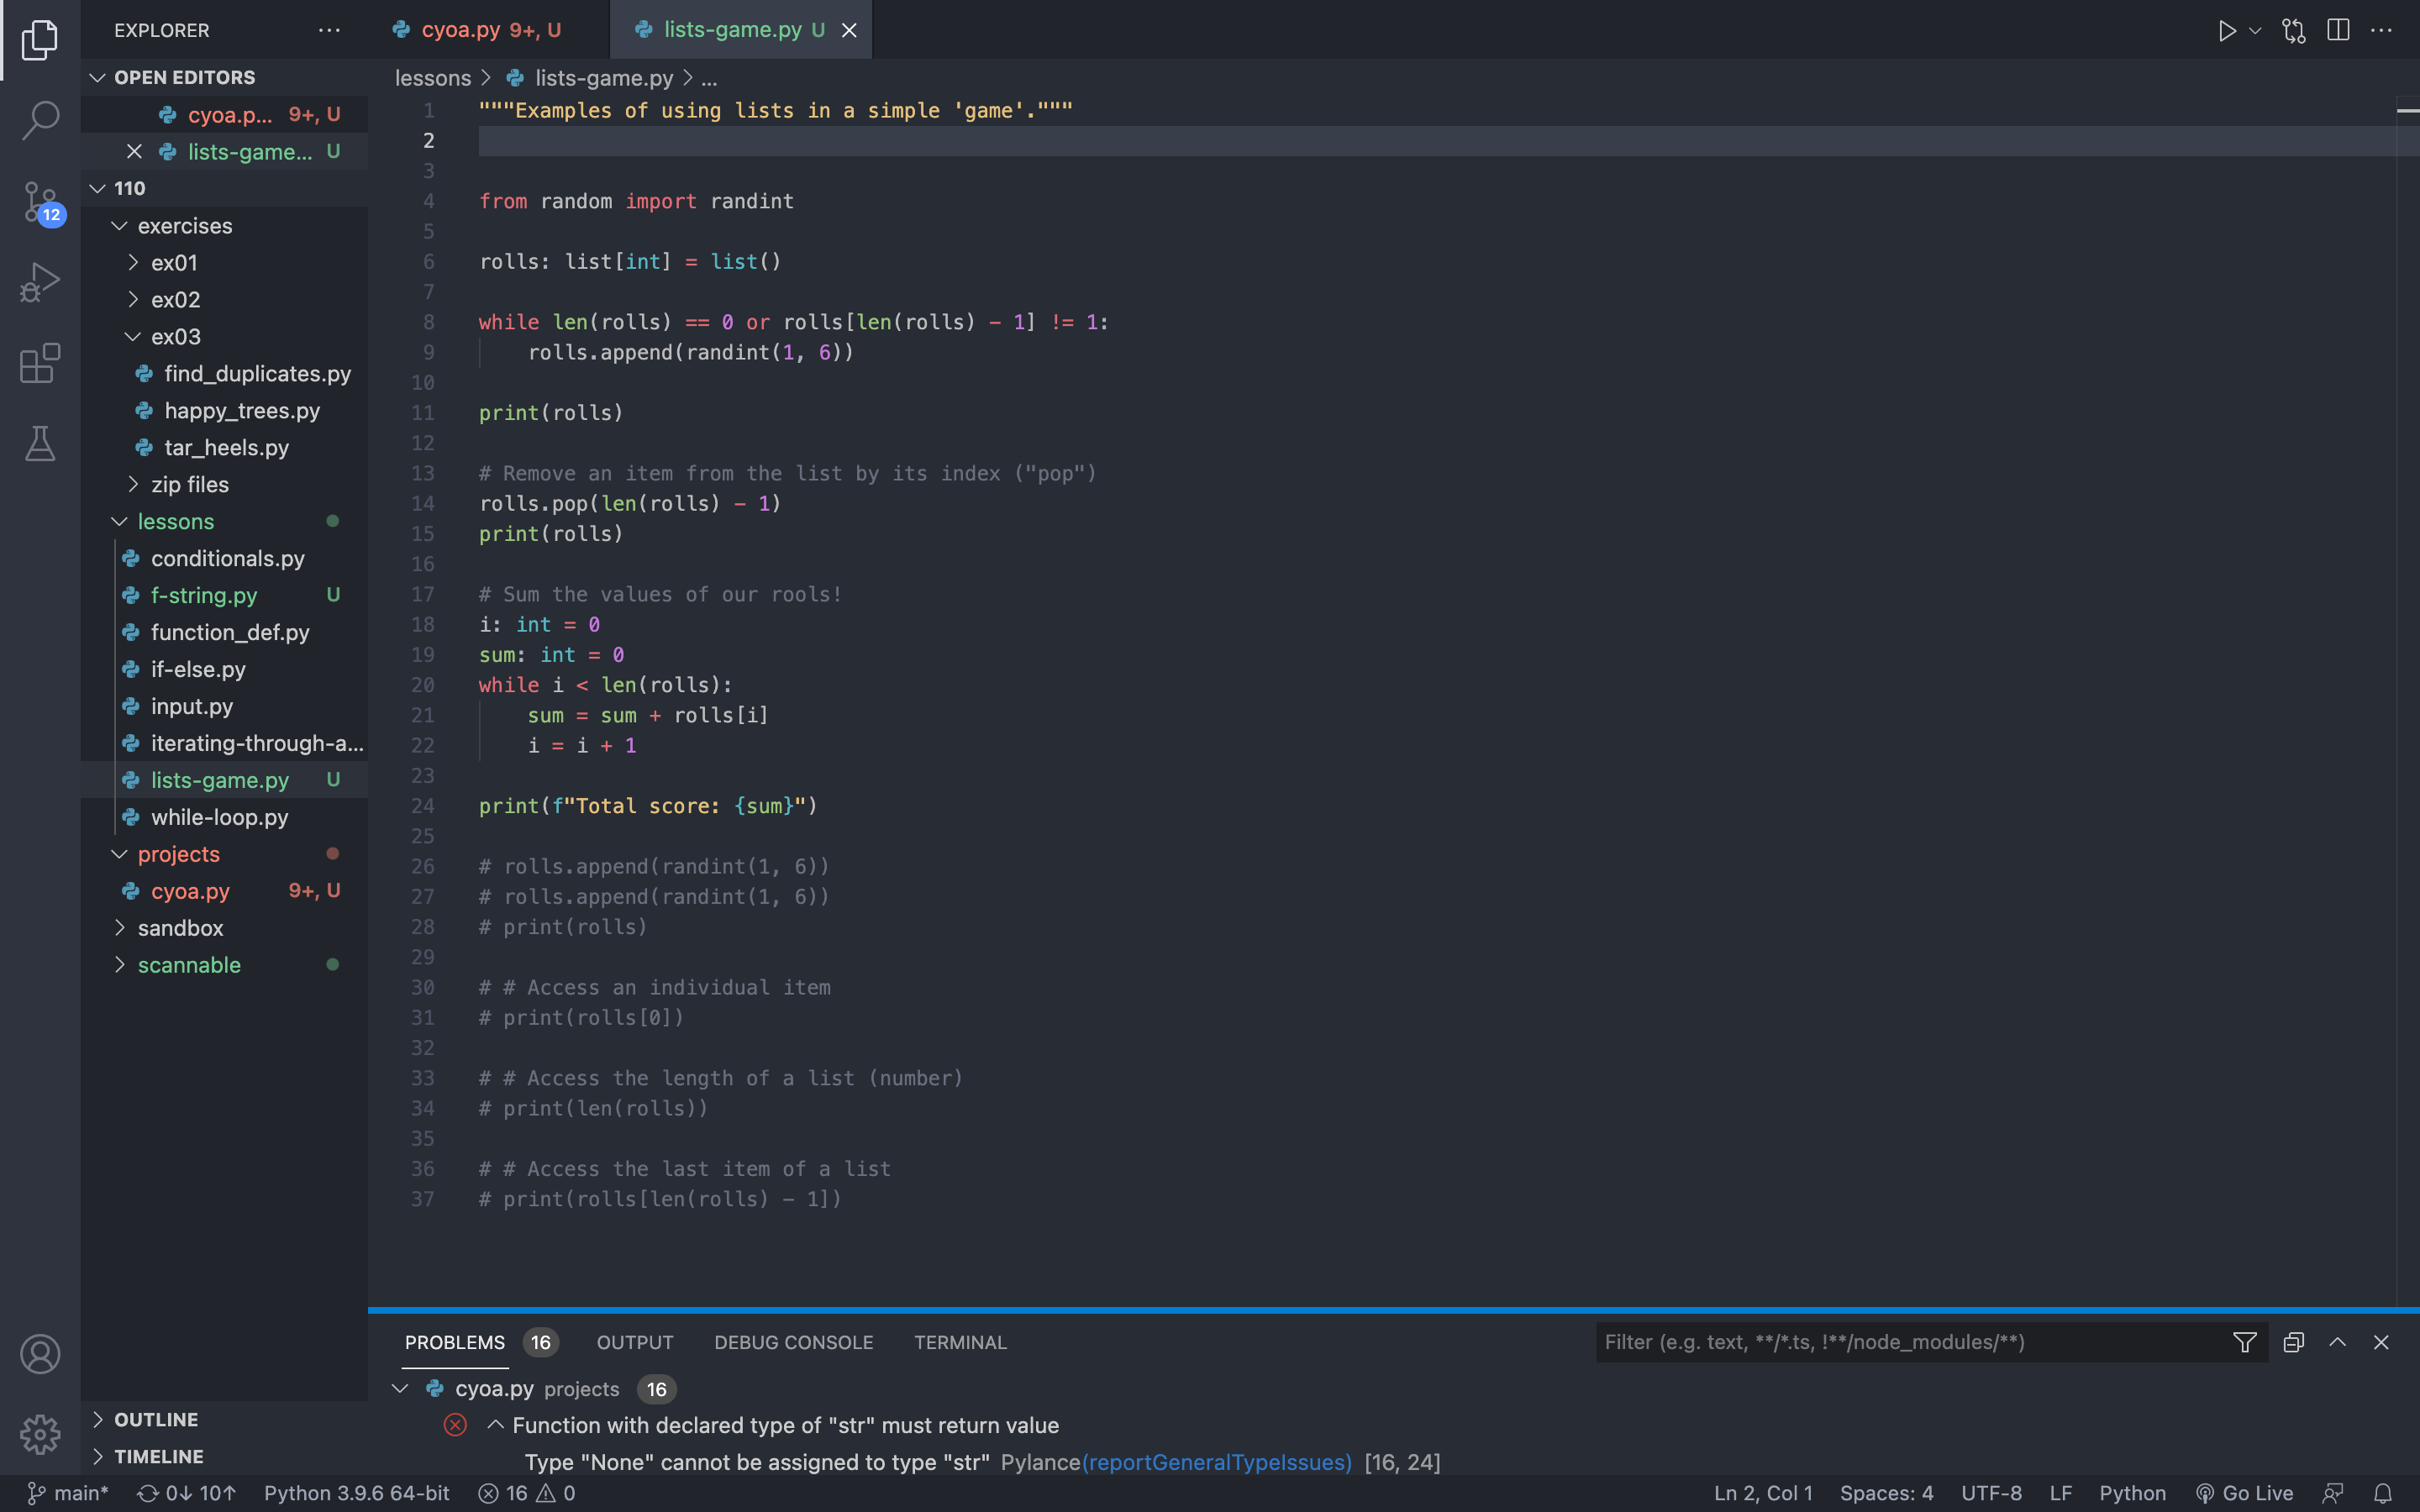 EXPLORER
cyoa.py 9+, U
lists-game.py U
OPEN EDITORS
cyoa.p... 9+, U
lists-game... U
110
exercises
ex01
ex02
ex03
find_duplicates.py
happy_trees.py
tar_heels.py
zip files
lessons
conditionals.py
f-string.py U
function_def.py
if-else.py
input.py
iterating-through-a...
lists-game.py U
while-loop.py
projects
cyoa.py 9+, U
sandbox
scannable
OUTLINE
TIMELINE
12
lessons > lists-game.py > ...
1 """Examples of using lists in a simple 'game'."""
2
3
4 from random import randint
5
6 rolls: list[int] = list()
7
8 while len(rolls) == 0 or rolls[len(rolls) - 1] != 1:
9 rolls.append(randint(1, 6))
10
11 print(rolls)
12
13 # Remove an item from the list by its index ("pop")
14 rolls.pop(len(rolls) - 1)
15 print(rolls)
16
17 # Sum the values of our rools!
18 i: int = 0
19 sum: int = 0
20 while i < len(rolls):
21 sum = sum + rolls[i]
22 i = i + 1
23
24 print(f"Total score: {sum}")
25
26 # rolls.append(randint(1, 6))
27 # rolls.append(randint(1, 6))
28 # print(rolls)
29
30 # # Access an individual item
31 # print(rolls[0])
32
33 # # Access the length of a list (number)
34 # print(len(rolls))
35
36 # # Access the last item of a list
37 # print(rolls[len(rolls) - 1])
PROBLEMS 16 OUTPUT DEBUG CONSOLE TERMINAL
Filter (e.g. text, **/*.ts, !**/node_modules/**)
cyoa.py projects 16
Function with declared type of "str" must return value
Type "None" cannot be assigned to type "str" Pylance(reportGeneralTypeIssues) [16, 24]
main* 0↓ 10↑ Python 3.9.6 64-bit 16 0
Ln 2, Col 1 Spaces: 4 UTF-8 LF Python Go Live